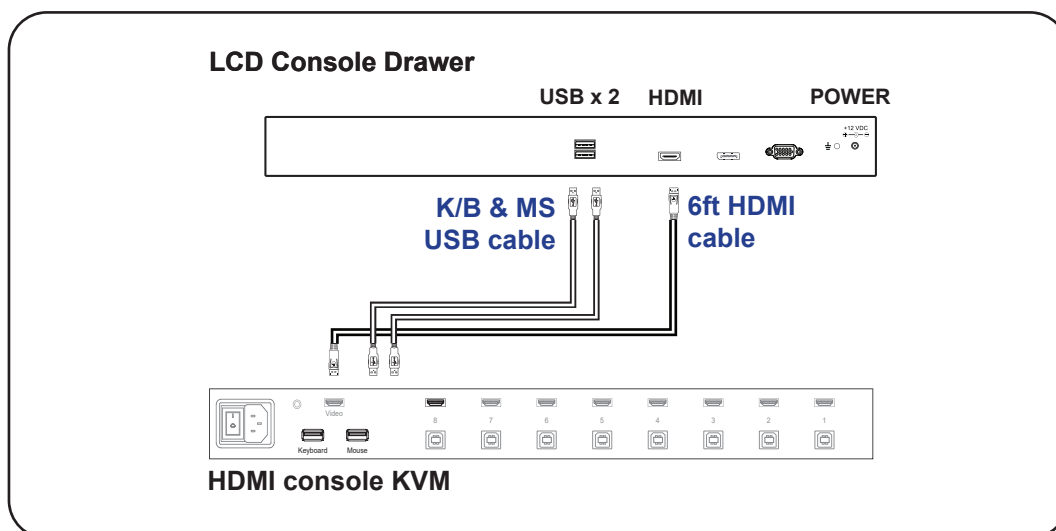 LCD Console Drawer
USB x 2 HDMI POWER
+12 VDC
K/B & MS
USB cable
6ft HDMI
cable
Video
8 7 6 5 4 3 2 1
Keyboard Mouse
HDMI console KVM